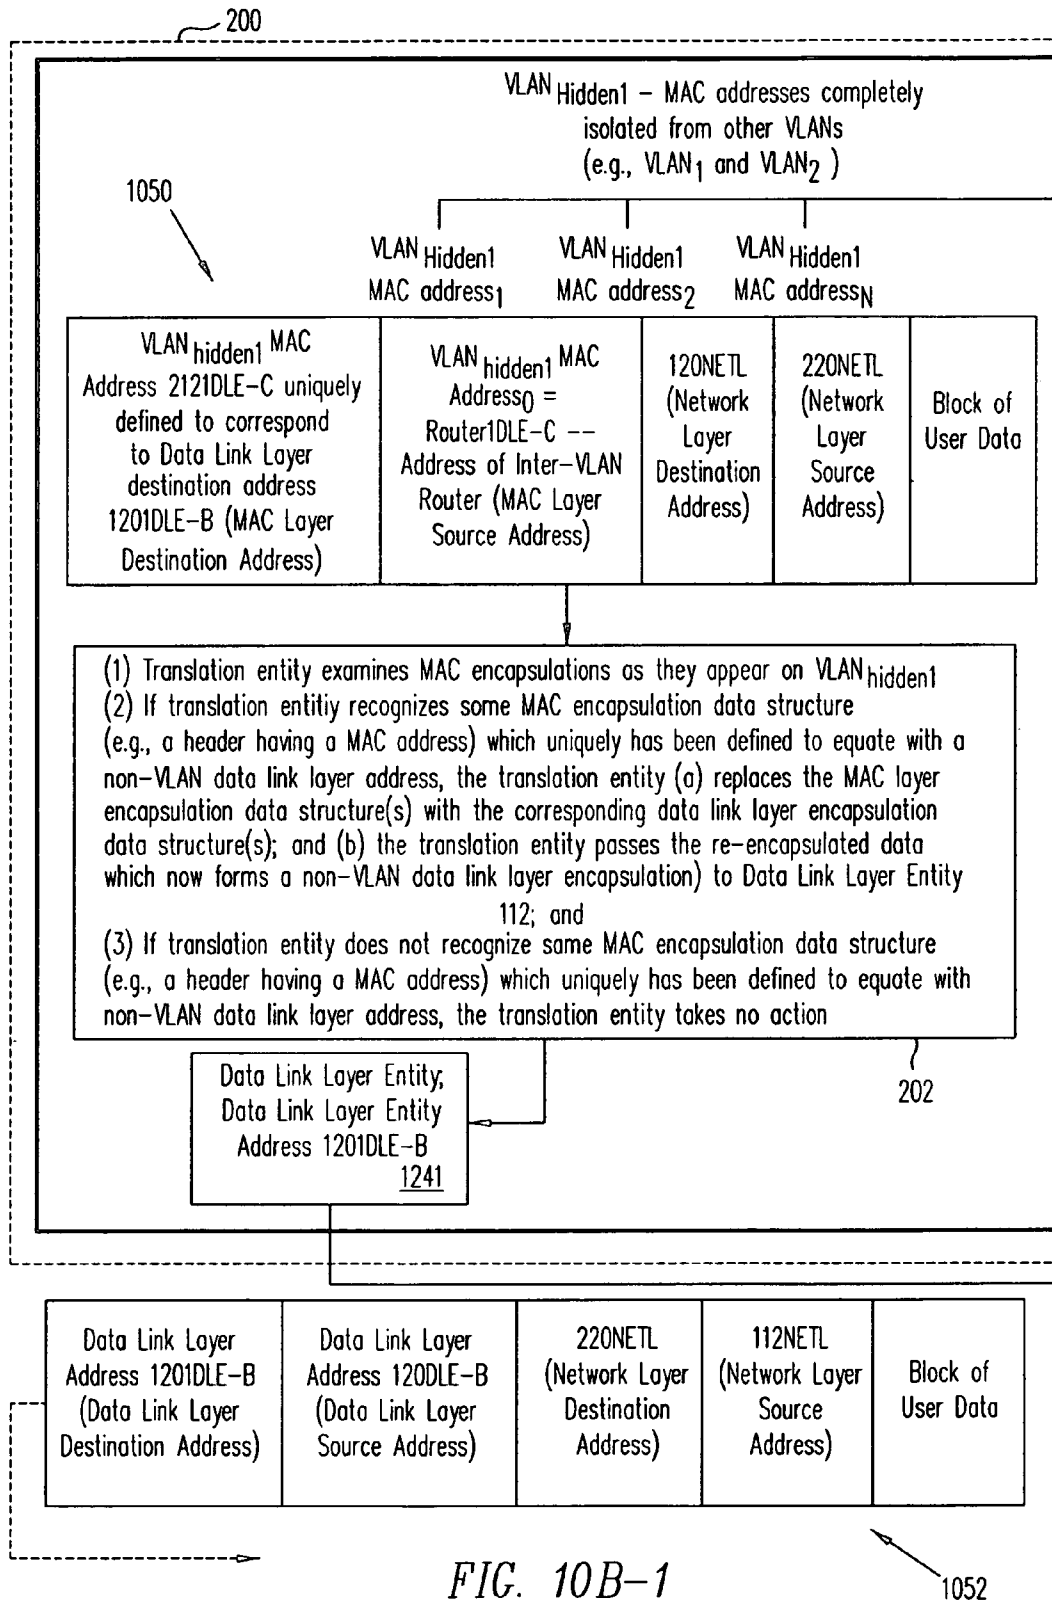 200
VLAN Hidden1 – MAC addresses completely
isolated from other VLANs
(e.g., VLAN1 and VLAN2 )
1050
VLAN Hidden1
MAC address1
VLAN Hidden1
MAC address2
VLAN Hidden1
MAC addressN
VLAN hidden1 MAC
Address 2121DLE-C uniquely
defined to correspond
to Data Link Layer
destination address
1201DLE-B (MAC Layer
Destination Address)
VLAN hidden1 MAC
Address0 =
Router1DLE-C --
Address of Inter-VLAN
Router (MAC Layer
Source Address)
120NETL
(Network
Layer
Destination
Address)
220NETL
(Network
Layer
Source
Address)
Block of
User Data
(1) Translation entity examines MAC encapsulations as they appear on VLAN hidden1
(2) If translation entitiy recognizes some MAC encapsulation data structure
(e.g., a header having a MAC address) which uniquely has been defined to equate with a
non-VLAN data link layer address, the translation entity (a) replaces the MAC layer
encapsulation data structure(s) with the corresponding data link layer encapsulation
data structure(s); and (b) the translation entity passes the re-encapsulated data
which now forms a non-VLAN data link layer encapsulation) to Data Link Layer Entity
112; and
(3) If translation entity does not recognize same MAC encapsulation data structure
(e.g., a header having a MAC address) which uniquely has been defined to equate with
non-VLAN data link layer address, the translation entity takes no action
202
Data Link Layer Entity;
Data Link Layer Entity
Address 1201DLE-B
1241
Data Link Layer
Address 1201DLE-B
(Data Link Layer
Destination Address)
Data Link Layer
Address 120DLE-B
(Data Link Layer
Source Address)
220NETL
(Network Layer
Destination
Address)
112NETL
(Network Layer
Source
Address)
Block of
User Data
FIG. 10B-1
1052